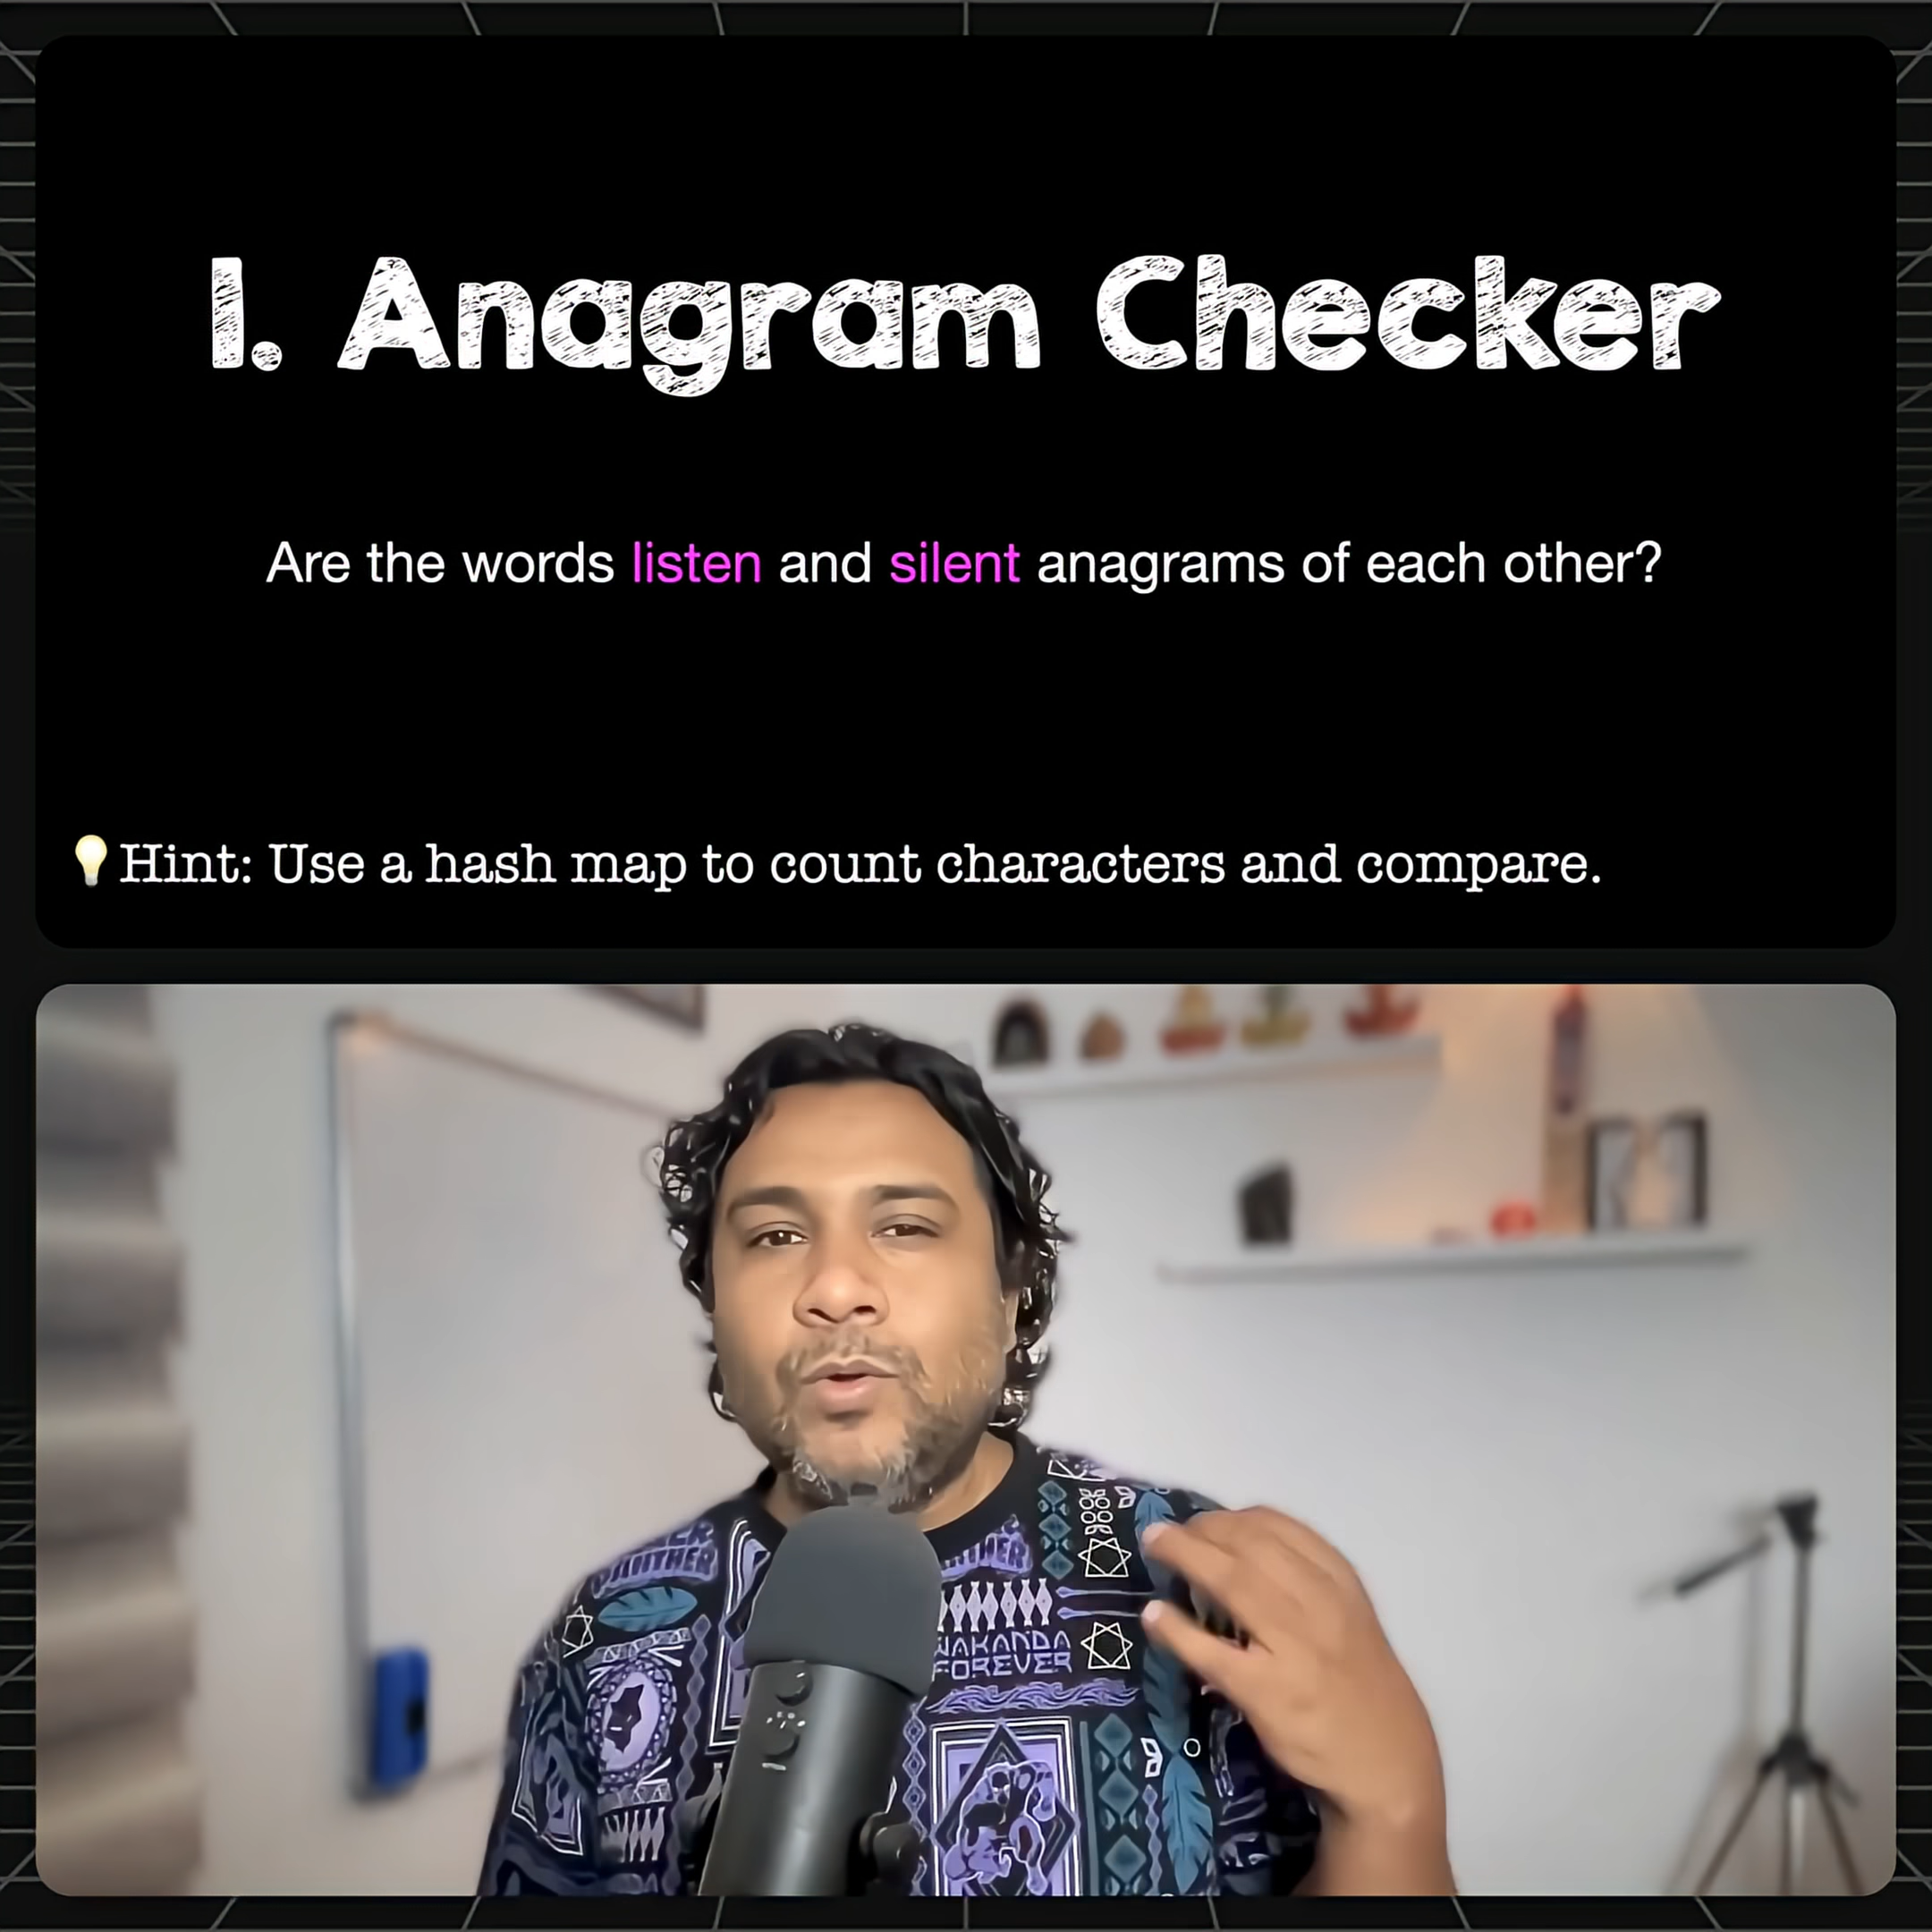 1. Anagram Checker
Are the words listen and silent anagrams of each other?
💡Hint: Use a hash map to count characters and compare.
PANTHER
WAKANDA
FOREVER